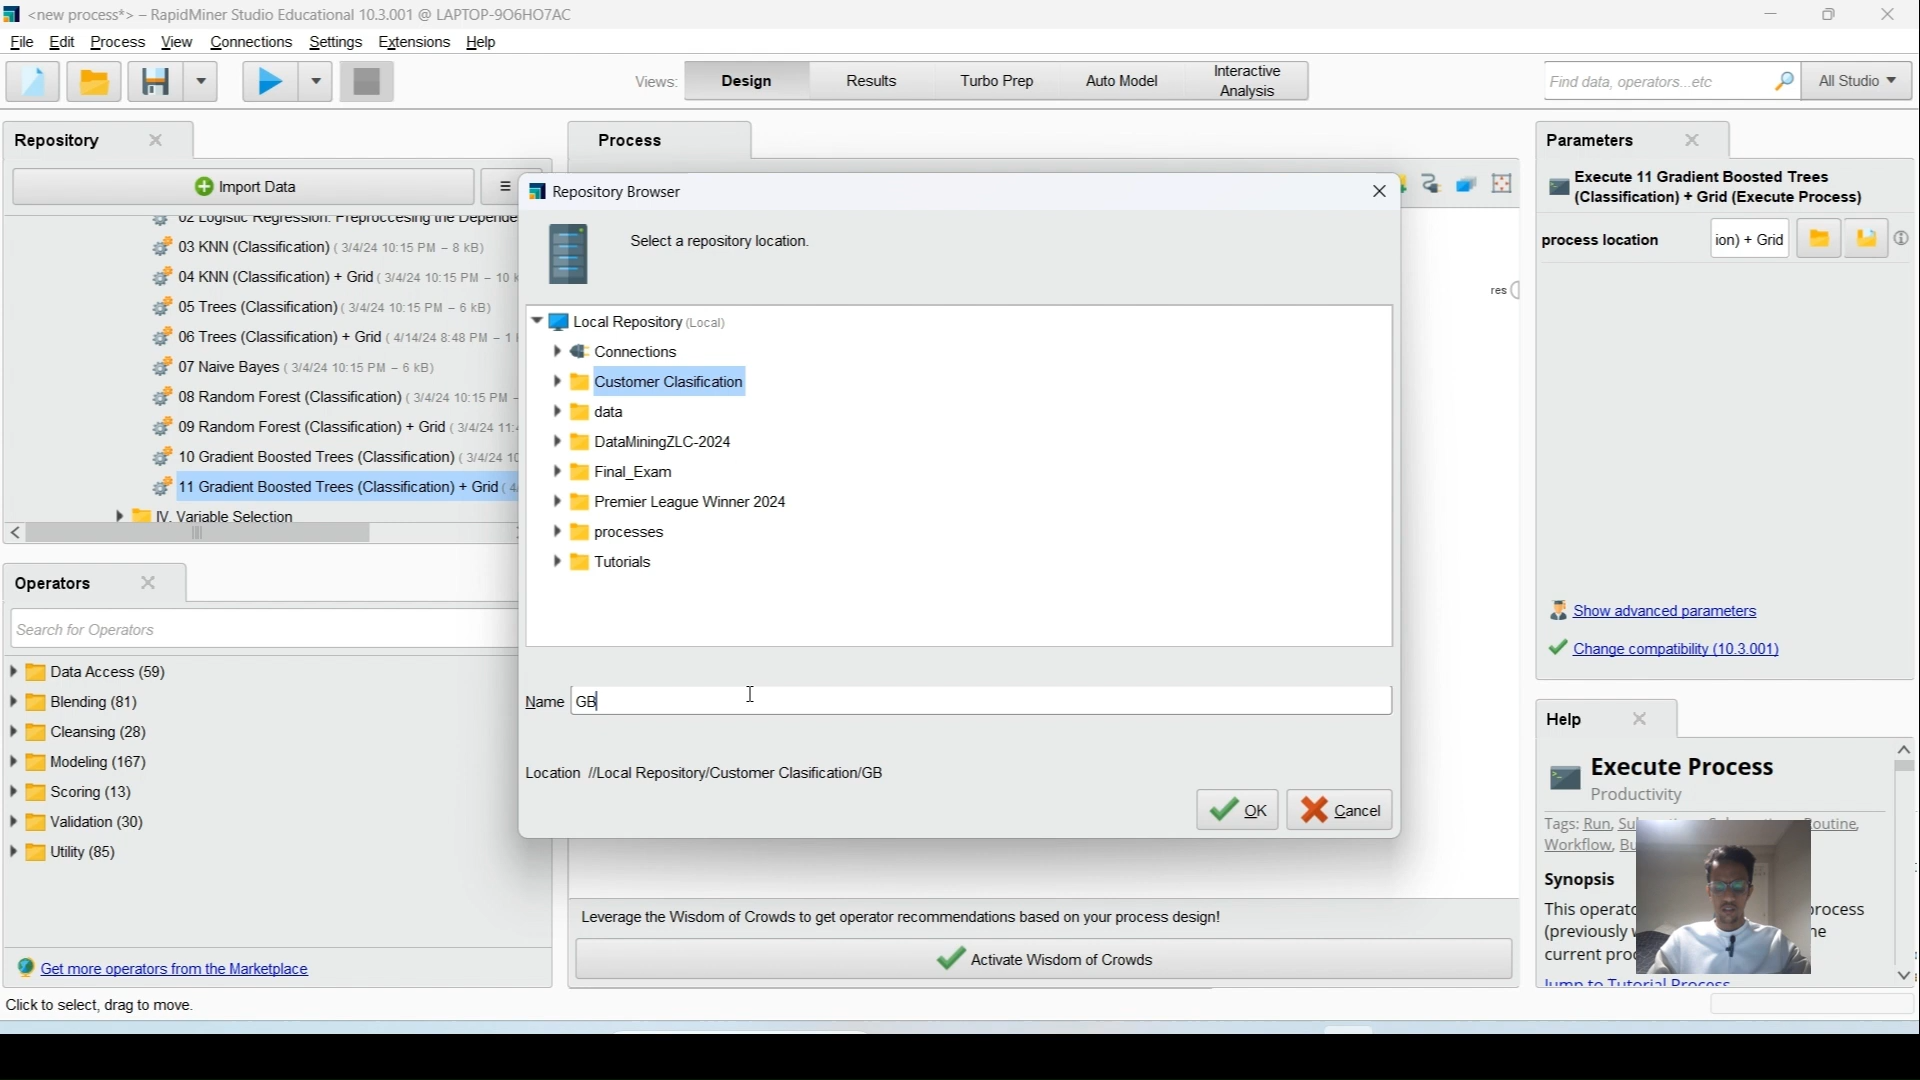 <new process*> – RapidMiner Studio Educational 10.3.001 @ LAPTOP-9O6HO7AC
File Edit Process View Connections Settings Extensions Help
Views: Design Results Turbo Prep Auto Model Interactive Analysis
Find data, operators...etc All Studio
Repository
Import Data
03 KNN (Classification) ( 3/4/24 10:15 PM – 8 kB)
04 KNN (Classification) + Grid ( 3/4/24 10:15 PM – 10
05 Trees (Classification) ( 3/4/24 10:15 PM – 6 kB)
06 Trees (Classification) + Grid ( 4/14/24 8:48 PM – 1
07 Naive Bayes ( 3/4/24 10:15 PM – 6 kB)
08 Random Forest (Classification) ( 3/4/24 10:15 PM –
09 Random Forest (Classification) + Grid ( 3/4/24 11:
10 Gradient Boosted Trees (Classification) ( 3/4/24 10
11 Gradient Boosted Trees (Classification) + Grid (
IV. Variable Selection
Operators
Search for Operators
Data Access (59)
Blending (81)
Cleansing (28)
Modeling (167)
Scoring (13)
Validation (30)
Utility (85)
Get more operators from the Marketplace
Click to select, drag to move.
Process
res
Repository Browser
Select a repository location.
Local Repository (Local)
Connections
Customer Clasification
data
DataMiningZLC-2024
Final_Exam
Premier League Winner 2024
processes
Tutorials
Name GB
Location //Local Repository/Customer Clasification/GB
OK Cancel
Leverage the Wisdom of Crowds to get operator recommendations based on your process design!
Activate Wisdom of Crowds
Parameters
Execute 11 Gradient Boosted Trees
(Classification) + Grid (Execute Process)
process location ion) + Grid
Show advanced parameters
Change compatibility (10.3.001)
Help
Execute Process
Productivity
Tags: Run,
Workflow,
Synopsis
This
(previously
current
Jump to Tutorial Process